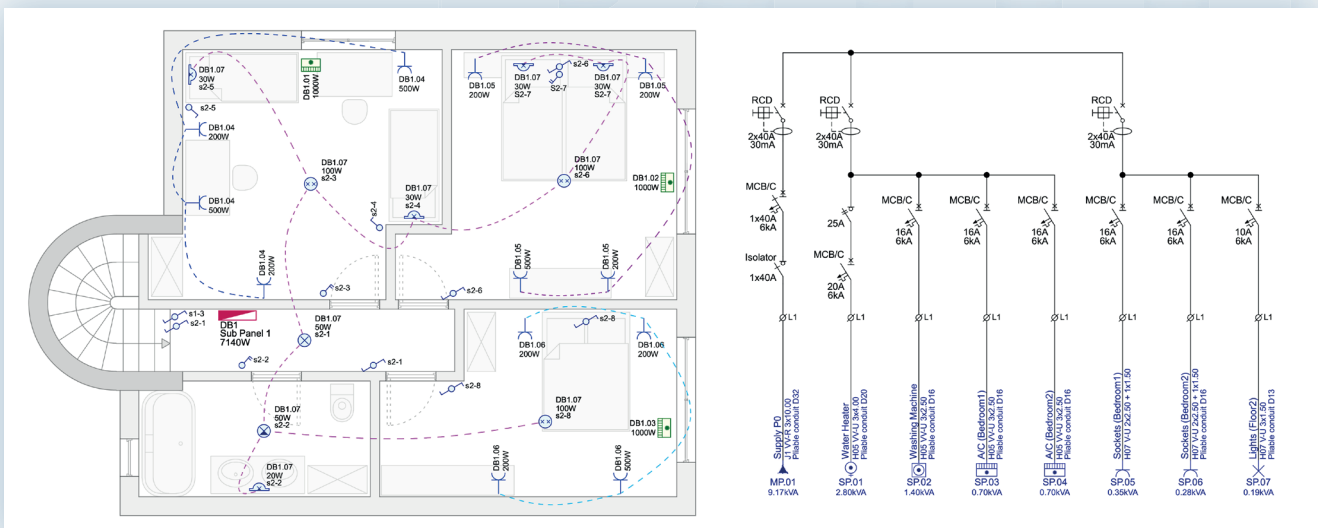 DB1.07
30W
s2-5
DB1.01
1000W
DB1.04
500W
s2-5
DB1.04
200W
DB1.07
100W
s2-3
DB1.07
30W
s2-4
s2-4
DB1.04
500W
DB1.04
200W
s2-3
DB1.05
200W
DB1.07
30W
S2-7
s2-6
S2-7
DB1.07
30W
S2-7
DB1.05
200W
DB1.07
100W
s2-6
DB1.02
1000W
DB1.05
500W
DB1.05
200W
s2-6
s1-3
s2-1
DB1
Sub Panel 1
7140W
DB1.07
50W
s2-1
s2-2
s2-1
DB1.06
200W
s2-8
DB1.06
200W
s2-8
DB1.07
50W
s2-2
DB1.07
100W
s2-8
DB1.03
1000W
DB1.07
20W
s2-2
DB1.06
200W
DB1.06
500W
RCD
2x40A
30mA
RCD
2x40A
30mA
RCD
2x40A
30mA
MCB/C
1x40A
6kA
Isolator
1x40A
25A
MCB/C
20A
6kA
MCB/C
16A
6kA
MCB/C
16A
6kA
MCB/C
16A
6kA
MCB/C
16A
6kA
MCB/C
16A
6kA
MCB/C
10A
6kA
L1
L1
L1
L1
L1
L1
L1
L1
Supply P0
J1 VV-R 3x10.00
Pliable conduit D32
MP.01
9.17kVA
Water Heater
H05 VV-U 3x4.00
Pliable conduit D20
SP.01
2.80kVA
Washing Machine
H05 VV-U 3x2.50
Pliable conduit D16
SP.02
1.40kVA
A/C (Bedroom1)
H05 VV-U 3x2.50
Pliable conduit D16
SP.03
0.70kVA
A/C (Bedroom2)
H05 VV-U 3x2.50
Pliable conduit D16
SP.04
0.70kVA
Sockets (Bedroom1)
H07 V-U 2x2.50 + 1x1.50
Pliable conduit D16
SP.05
0.35kVA
Sockets (Bedroom2)
H07 V-U 2x2.50 + 1x1.50
Pliable conduit D16
SP.06
0.28kVA
Lights (Floor2)
H07 V-U 3x1.50
Pliable conduit D13
SP.07
0.19kVA